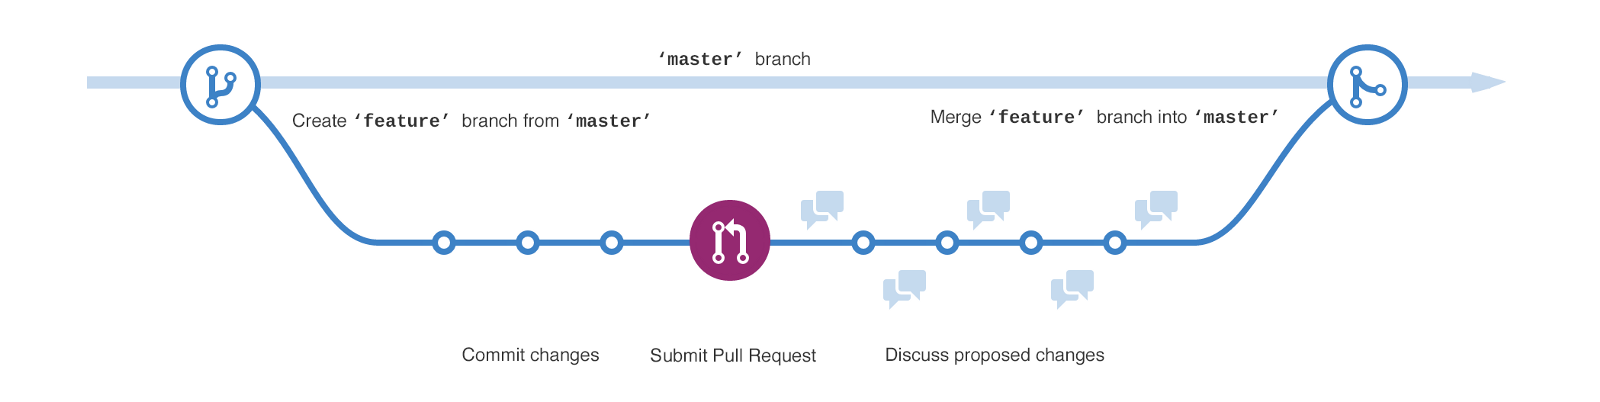 ‘master’ branch
Create ‘feature’ branch from ‘master’
Merge ‘feature’ branch into ‘master’
Commit changes
Submit Pull Request
Discuss proposed changes